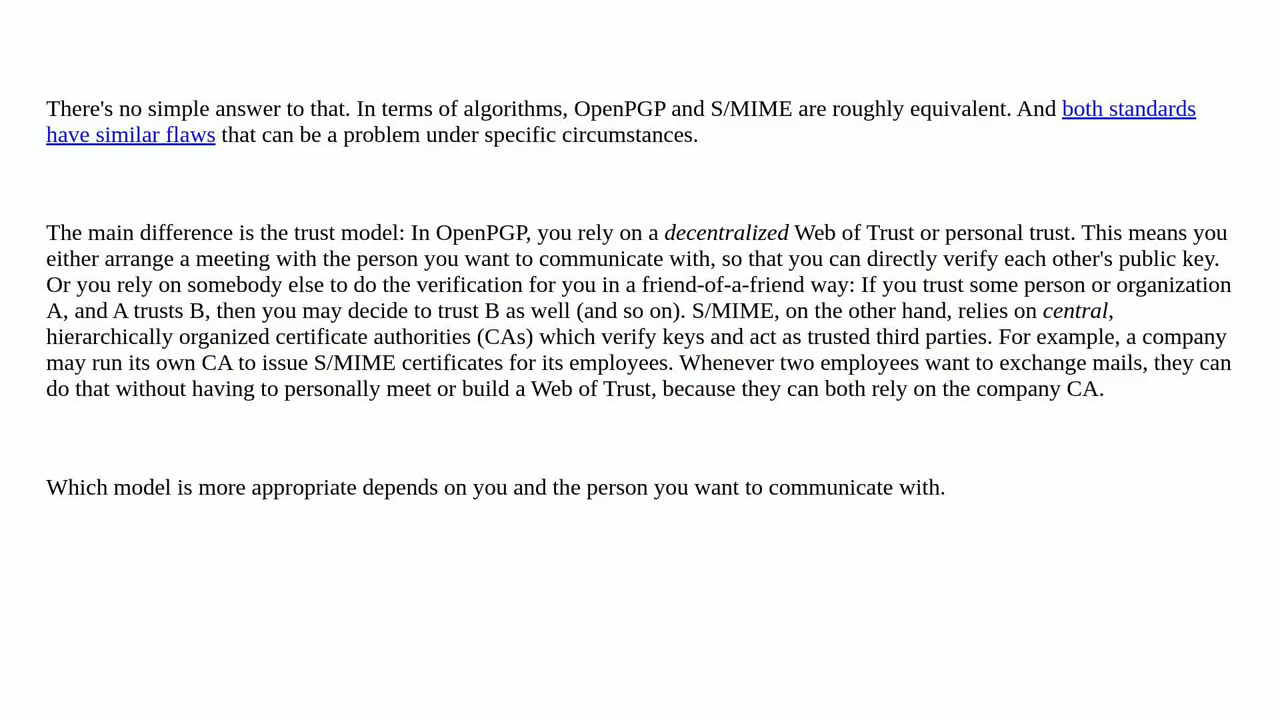 There's no simple answer to that. In terms of algorithms, OpenPGP and S/MIME are roughly equivalent. And both standards
have similar flaws that can be a problem under specific circumstances.
The main difference is the trust model: In OpenPGP, you rely on a decentralized Web of Trust or personal trust. This means you
either arrange a meeting with the person you want to communicate with, so that you can directly verify each other's public key.
Or you rely on somebody else to do the verification for you in a friend-of-a-friend way: If you trust some person or organization
A, and A trusts B, then you may decide to trust B as well (and so on). S/MIME, on the other hand, relies on central,
hierarchically organized certificate authorities (CAs) which verify keys and act as trusted third parties. For example, a company
may run its own CA to issue S/MIME certificates for its employees. Whenever two employees want to exchange mails, they can
do that without having to personally meet or build a Web of Trust, because they can both rely on the company CA.
Which model is more appropriate depends on you and the person you want to communicate with.